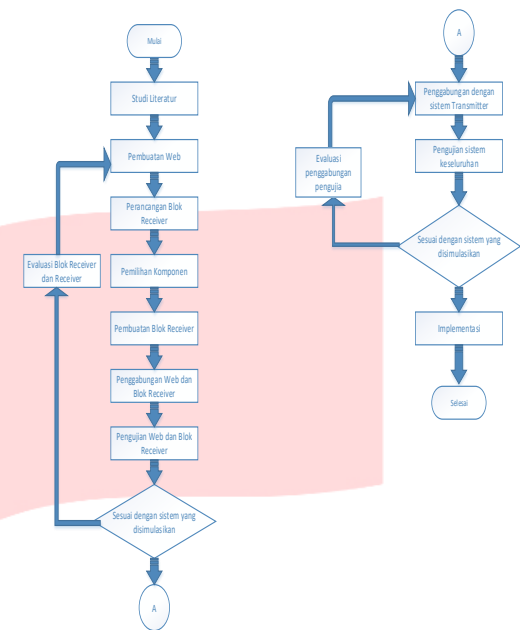 Mulai
Studi Literatur
Pembuatan Web
Perancangan Blok
Receiver
Evaluasi Blok Receiver
dan Receiver
Pemilihan Komponen
Pembuatan Blok Receiver
Penggabungan Web dan
Blok Receiver
Pengujian Web dan Blok
Receiver
Sesuai dengan sistem yang
disimulasikan
A
A
Penggabungan dengan
sistem Transmitter
Evaluasi
penggabungan
pengujia
Pengujian sistem
keseluruhan
Sesuai dengan sistem yang
disimulasikan
Implementasi
Selesai